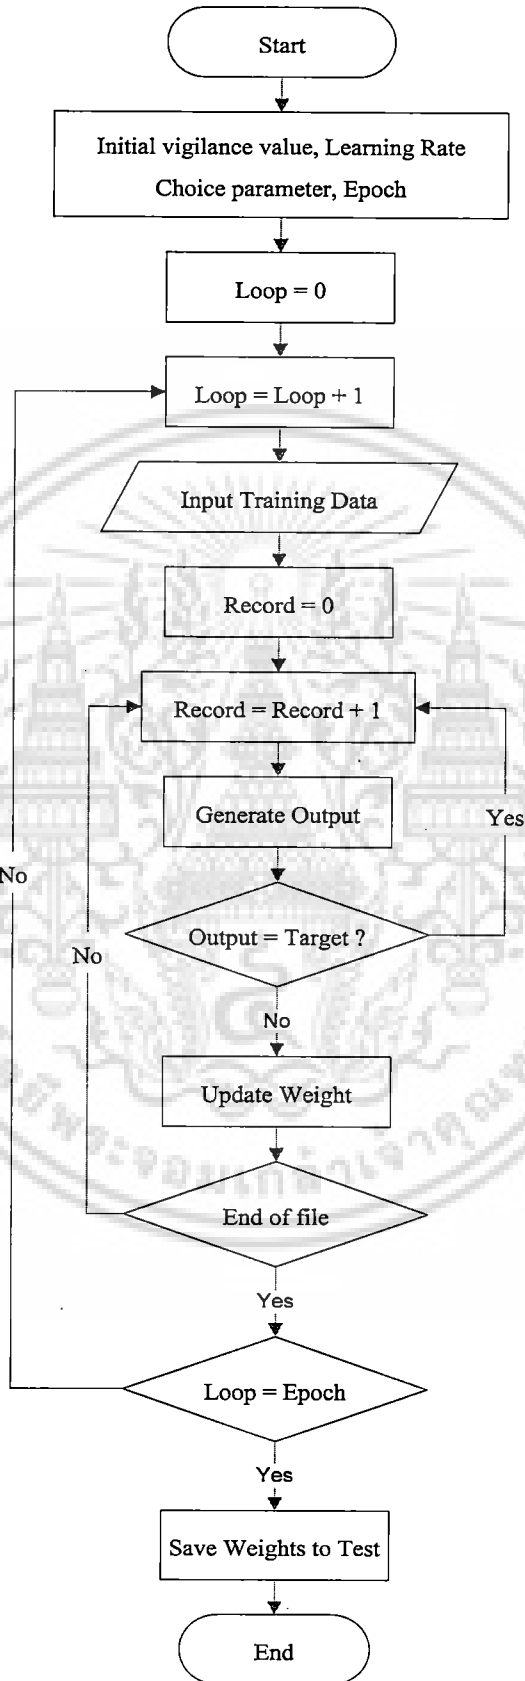 Start
Initial vigilance value, Learning Rate
Choice parameter, Epoch
Loop = 0
Loop = Loop + 1
Input Training Data
Record = 0
Record = Record + 1
Generate Output
Yes
No
Output = Target ?
No
No
Update Weight
End of file
Yes
Loop = Epoch
Yes
Save Weights to Test
End